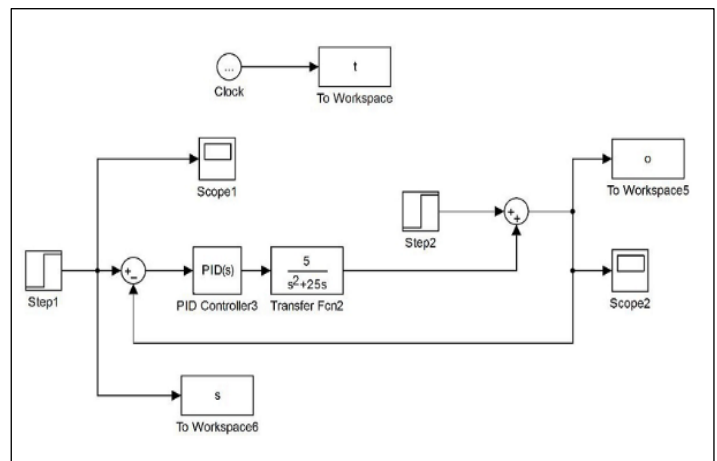 ...
t
Clock
To Workspace
Scope1
o
To Workspace5
Step2
+
+
Step1
+
−
PID(s)
5
s²+25s
PID Controller3
Transfer Fcn2
Scope2
s
To Workspace6